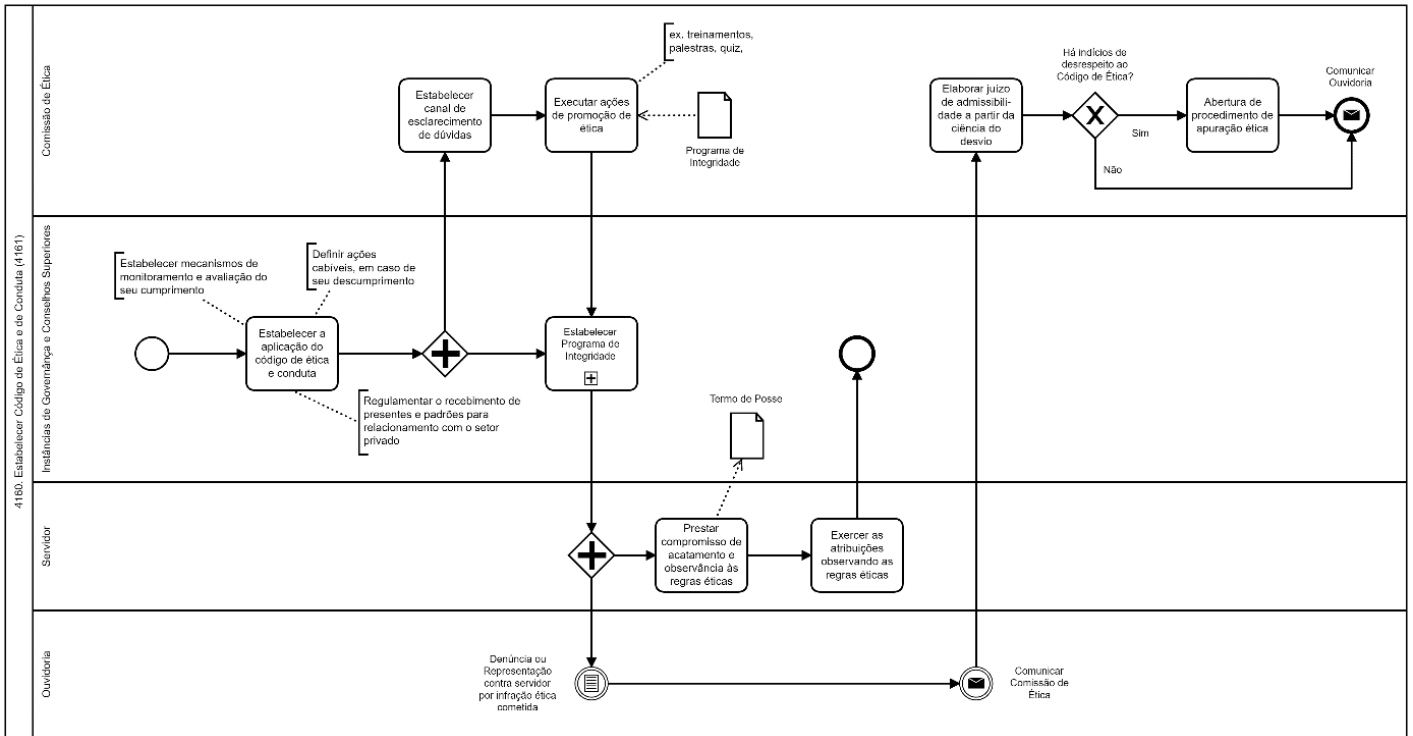 4160. Estabelecer Código de Ética e de Conduta (4161)
Comissão de Ética
ex. treinamentos,
palestras, quiz,
Estabelecer
canal de
esclarecimento
de dúvidas
Executar ações
de promoção de
ética
Programa de
Integridade
Elaborar juizo
de admissibili-
dade a partir da
ciência do
desvio
Há indícios de
desrespeito ao
Código de Ética?
Sim
Não
Abertura de
procedimento de
apuração ética
Comunicar
Ouvidoria
Instâncias de Governânça e Conselhos Superiores
Estabelecer mecanismos de
monitoramento e avaliação do
seu cumprimento
Definir ações
cabíveis, em caso de
seu descumprimento
Estabelecer a
aplicação do
código de ética
e conduta
Regulamentar o recebimento de
presentes e padrões para
relacionamento com o setor
privado
Estabelecer
Programa de
Integridade
Termo de Posse
Servidor
Prestar
compromisso de
acatamento e
observância às
regras éticas
Exercer as
atribuições
observando as
regras éticas
Ouvidoria
Denúncia ou
Representação
contra servidor
por infração ética
cometida
Comunicar
Comissão de
Ética